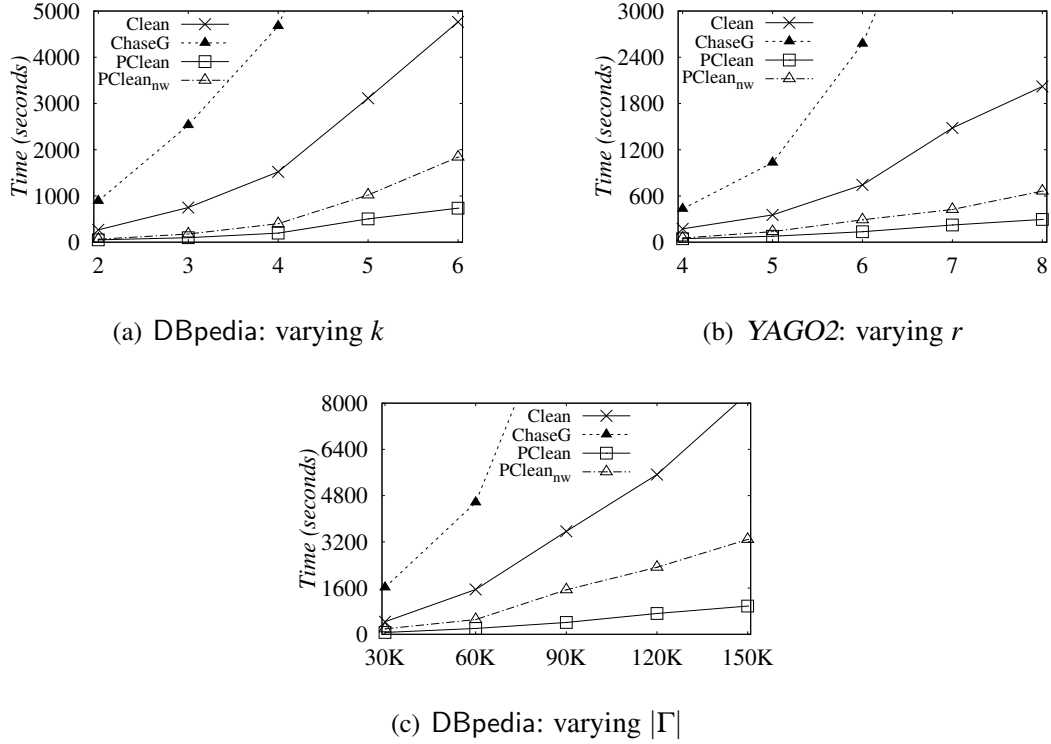 5000
4000
3000
2000
1000
0
Time (seconds)
Clean
ChaseG
PClean
PClean_nw
2 3 4 5 6
(a) DBpedia: varying k
3000
2400
1800
1200
600
0
Time (seconds)
Clean
ChaseG
PClean
PClean_nw
4 5 6 7 8
(b) YAGO2: varying r
8000
6400
4800
3200
1600
0
Time (seconds)
Clean
ChaseG
PClean
PClean_nw
30K 60K 90K 120K 150K
(c) DBpedia: varying |Γ|